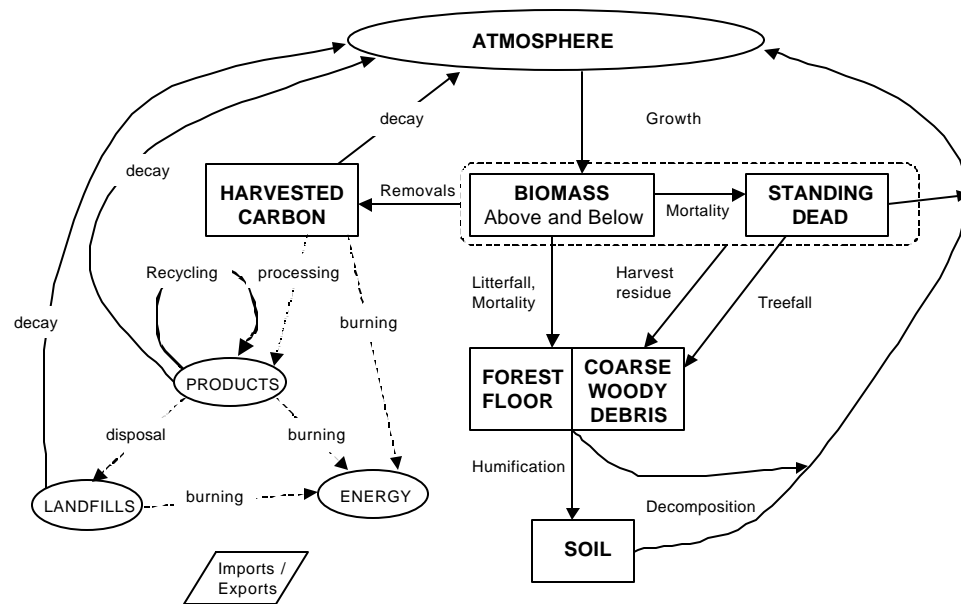 ATMOSPHERE
decay
Growth
decay
HARVESTED
CARBON
Removals
BIOMASS
Above and Below
Mortality
STANDING
DEAD
Recycling
processing
Litterfall,
Mortality
Harvest
residue
Treefall
decay
burning
PRODUCTS
FOREST
FLOOR
COARSE
WOODY
DEBRIS
disposal
burning
Humification
LANDFILLS
burning
ENERGY
Decomposition
SOIL
Imports /
Exports